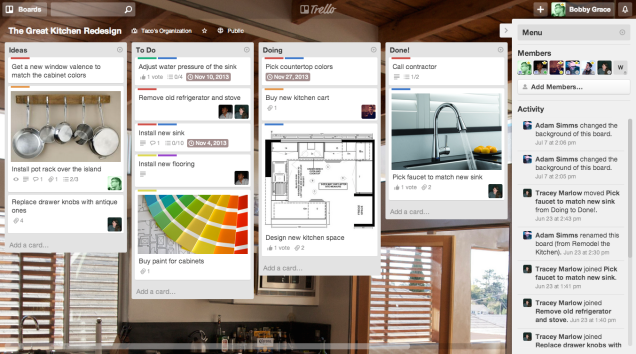 Boards
Trello
Bobby Grace
The Great Kitchen Redesign
Taco's Organization
Public
Ideas
Get a new window valence to
match the cabinet colors
Install pot rack over the island
1
2/3
Replace drawer knobs with antique
ones
4
Add a card...
To Do
Adjust water pressure of the sink.
1 vote
0/4
Nov 10, 2013
Remove old refrigerator and stove
Install new sink
1
0/10
Nov 4, 2013
Install new flooring
Buy paint for cabinets
1
Add a card...
Doing
Pick countertop colors
Nov 27, 2013
Buy new kitchen cart
1
Design new kitchen space
1 vote
2
Add a card...
Done!
Call contractor
1/2
Pick faucet to match new sink
1 vote
2
Add a card...
Menu
Members
W
Add Members...
Activity
Adam Simms changed the
background of this board.
Jul 7 at 2:06 pm
Adam Simms changed the
background of this board.
Jul 7 at 2:05 pm
Tracey Marlow moved Pick
faucet to match new sink
from Doing to Done!.
Jun 23 at 2:43 pm
Adam Simms renamed this
board (from Remodel the
Kitchen). Jun 23 at 2:30 pm
Tracey Marlow joined Pick
faucet to match new sink.
Jun 23 at 1:41 pm
Tracey Marlow joined
Remove old refrigerator
and stove. Jun 23 at 1:40 pm
Tracey Marlow joined
Replace drawer knobs with